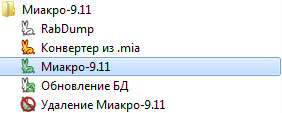 Миакро-9.11
RabDump
Конвертер из .mia
Миакро-9.11
Обновление БД
Удаление Миакро-9.11